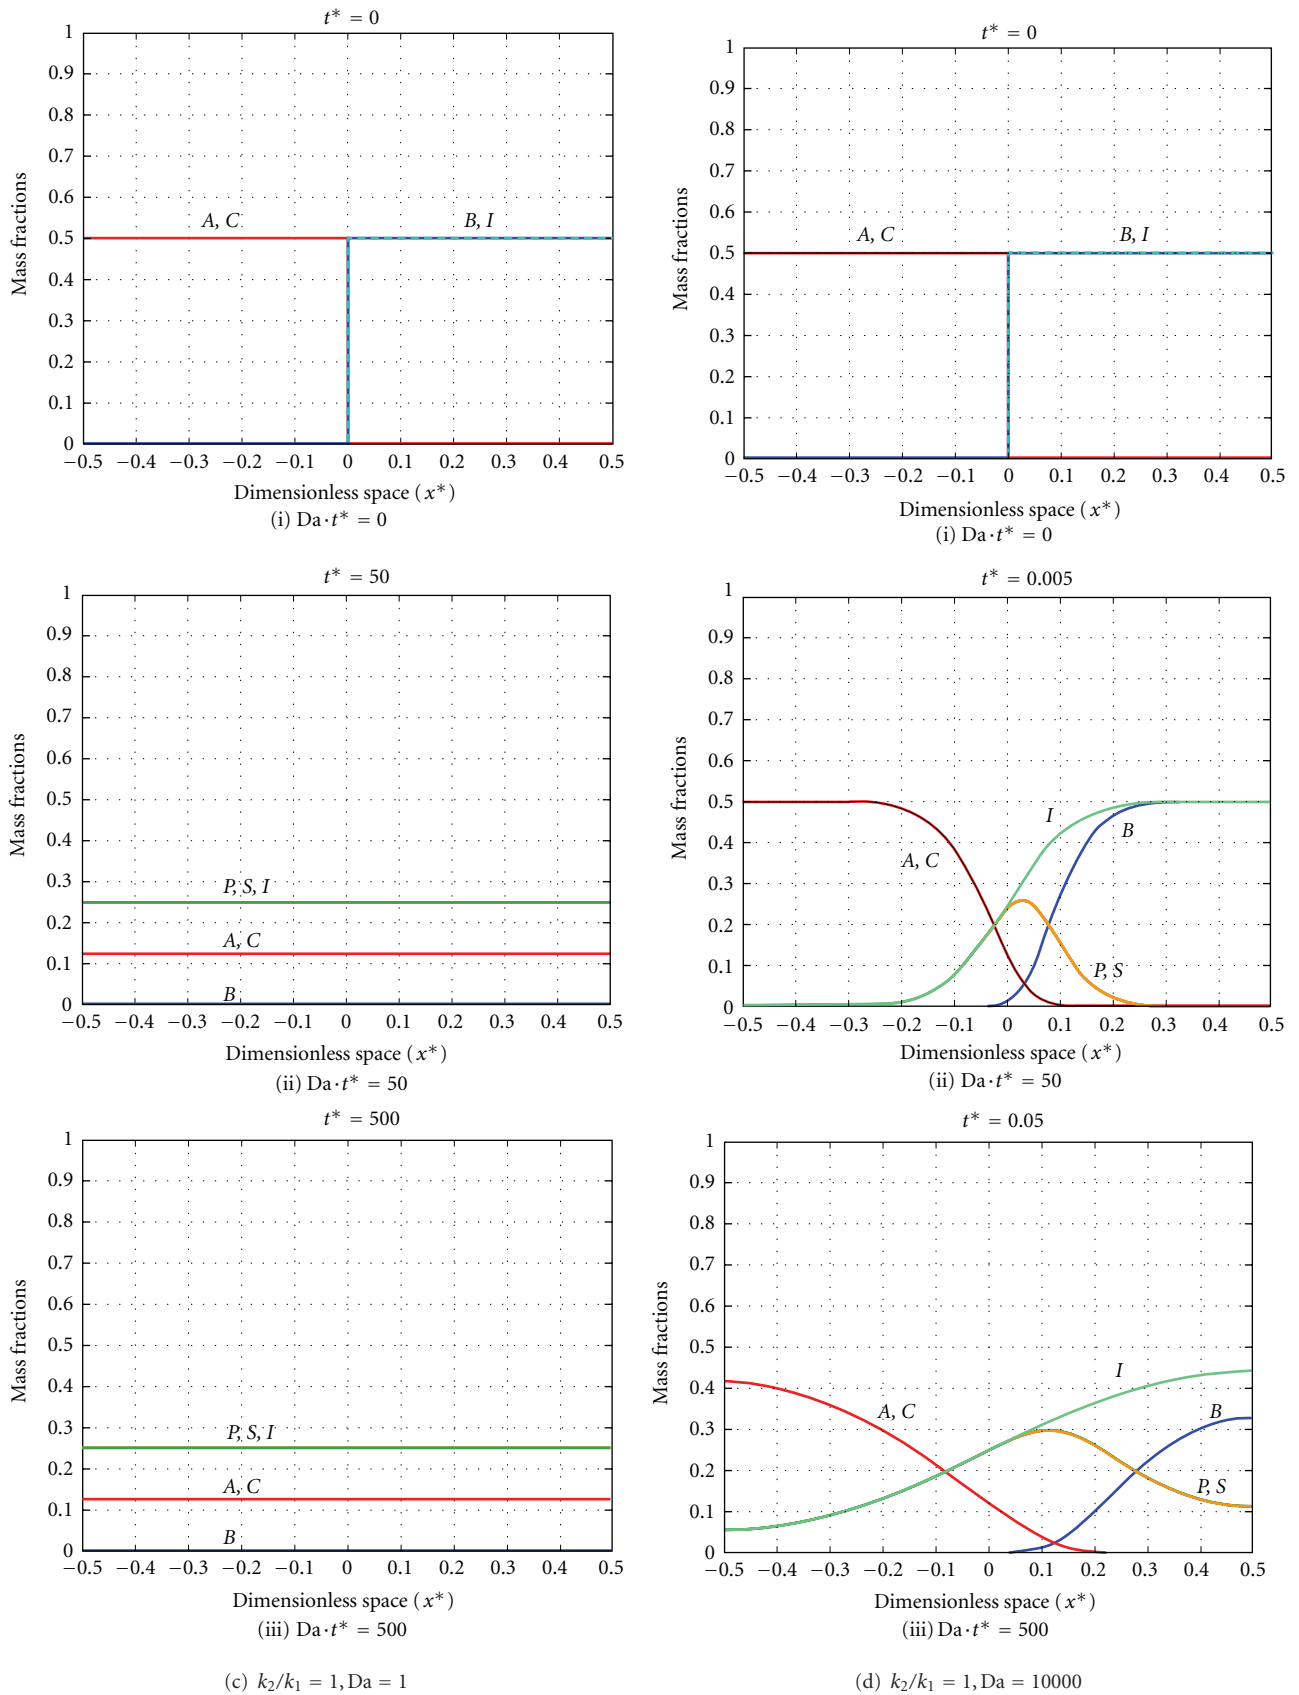 t* = 0
1
0.9
0.8
0.7
0.6
0.5
0.4
0.3
0.2
0.1
0
Mass fractions
A, C
B, I
−0.5 −0.4 −0.3 −0.2 −0.1 0 0.1 0.2 0.3 0.4 0.5
Dimensionless space (x*)
(i) Da·t* = 0
t* = 0
1
0.9
0.8
0.7
0.6
0.5
0.4
0.3
0.2
0.1
0
Mass fractions
A, C
B, I
−0.5 −0.4 −0.3 −0.2 −0.1 0 0.1 0.2 0.3 0.4 0.5
Dimensionless space (x*)
(i) Da·t* = 0
t* = 50
1
0.9
0.8
0.7
0.6
0.5
0.4
0.3
0.2
0.1
0
Mass fractions
P, S, I
A, C
B
−0.5 −0.4 −0.3 −0.2 −0.1 0 0.1 0.2 0.3 0.4 0.5
Dimensionless space (x*)
(ii) Da·t* = 50
t* = 0.005
1
0.9
0.8
0.7
0.6
0.5
0.4
0.3
0.2
0.1
0
Mass fractions
I
B
A, C
P, S
−0.5 −0.4 −0.3 −0.2 −0.1 0 0.1 0.2 0.3 0.4 0.5
Dimensionless space (x*)
(ii) Da·t* = 50
t* = 500
1
0.9
0.8
0.7
0.6
0.5
0.4
0.3
0.2
0.1
0
Mass fractions
P, S, I
A, C
B
−0.5 −0.4 −0.3 −0.2 −0.1 0 0.1 0.2 0.3 0.4 0.5
Dimensionless space (x*)
(iii) Da·t* = 500
t* = 0.05
1
0.9
0.8
0.7
0.6
0.5
0.4
0.3
0.2
0.1
0
Mass fractions
I
A, C
B
P, S
−0.5 −0.4 −0.3 −0.2 −0.1 0 0.1 0.2 0.3 0.4 0.5
Dimensionless space (x*)
(iii) Da·t* = 500
(c) k₂/k₁ = 1, Da = 1
(d) k₂/k₁ = 1, Da = 10000